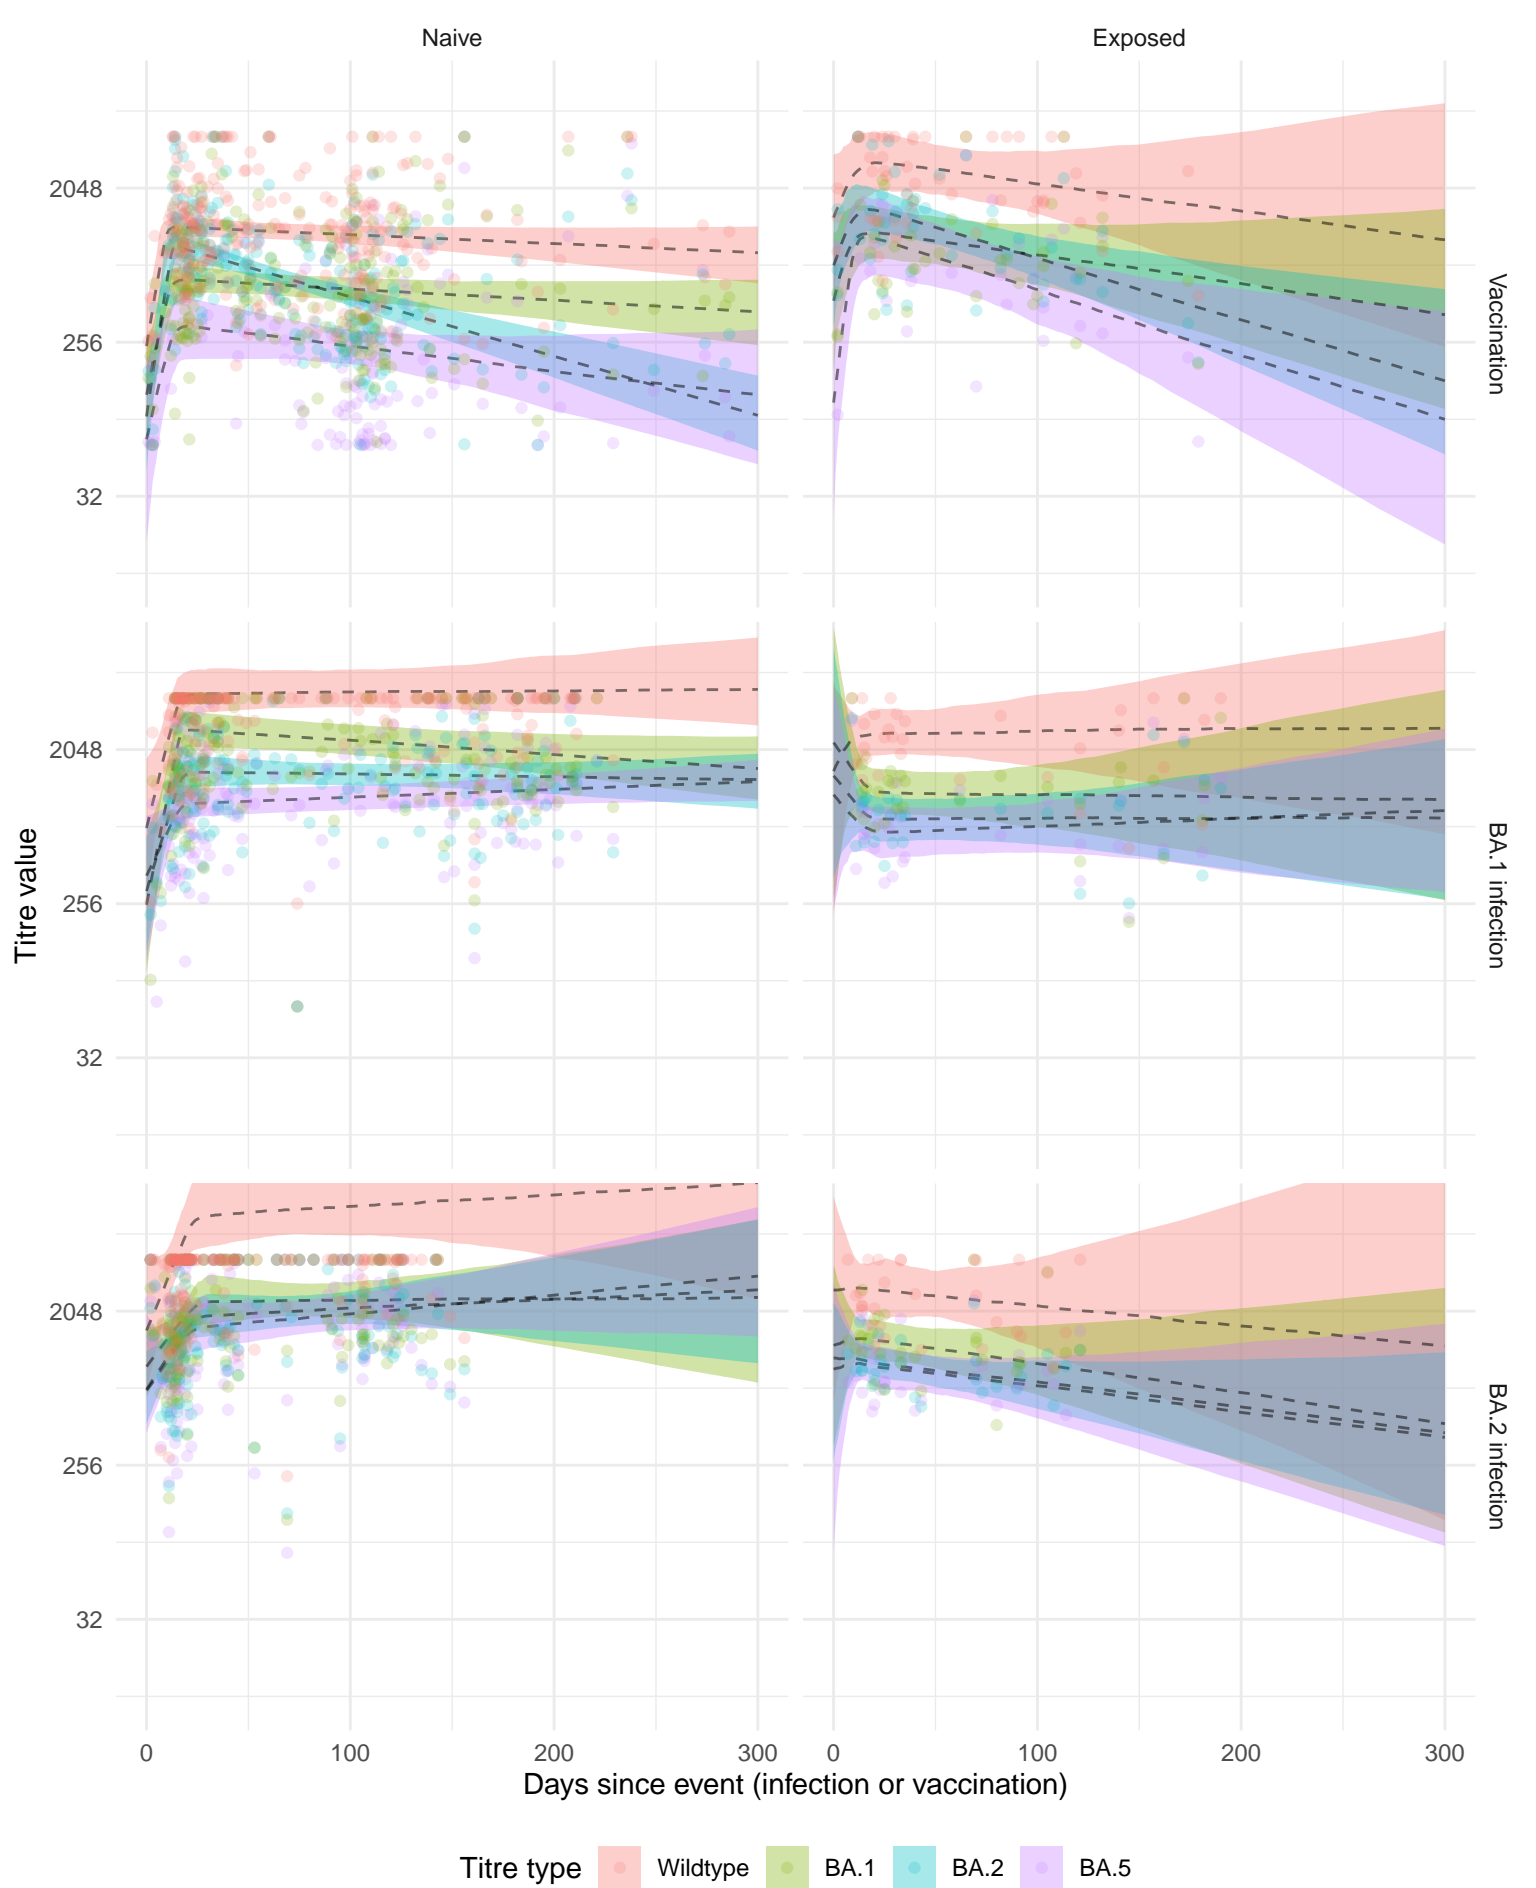 Naive Exposed
2048
256
32
Vaccination
2048
256
32
BA.1 infection
2048
256
32
BA.2 infection
Titre value
0 100 200 300 0 100 200 300
Days since event (infection or vaccination)
Titre type Wildtype BA.1 BA.2 BA.5